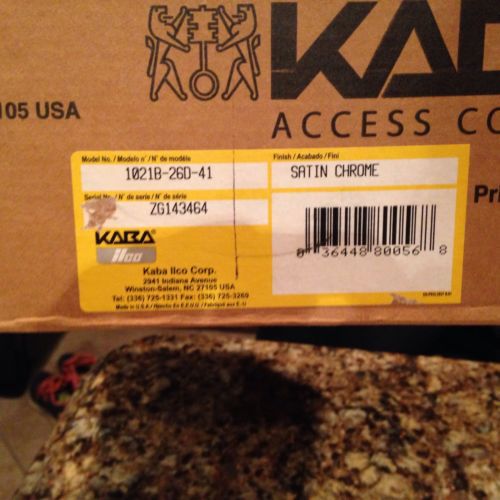 KAB
105 USA
ACCESS CO
Model No. / Modelo n° / N° de modèle
1021B-26D-41
Finish / Acabado / Fini
SATIN CHROME
Serial No. / N° de serie / N° de série
ZG143464
Pri
KABA
ilco
Kaba Ilco Corp.
2941 Indiana Avenue
Winston-Salem, NC 27105 USA
Tel: (336) 725-1331 Fax: (336) 725-3269
Made in U.S.A. / Hecho En E.E.U.U. / Fabriqué aux E.-U.
0 36448 80056 8